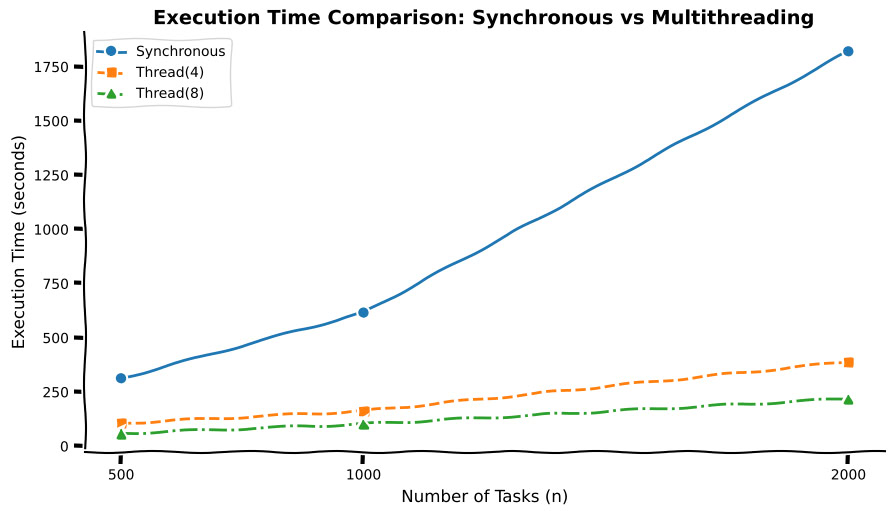 Execution Time Comparison: Synchronous vs Multithreading
Synchronous
Thread(4)
Thread(8)
Execution Time (seconds)
1750
1500
1250
1000
750
500
250
0
500
1000
2000
Number of Tasks (n)